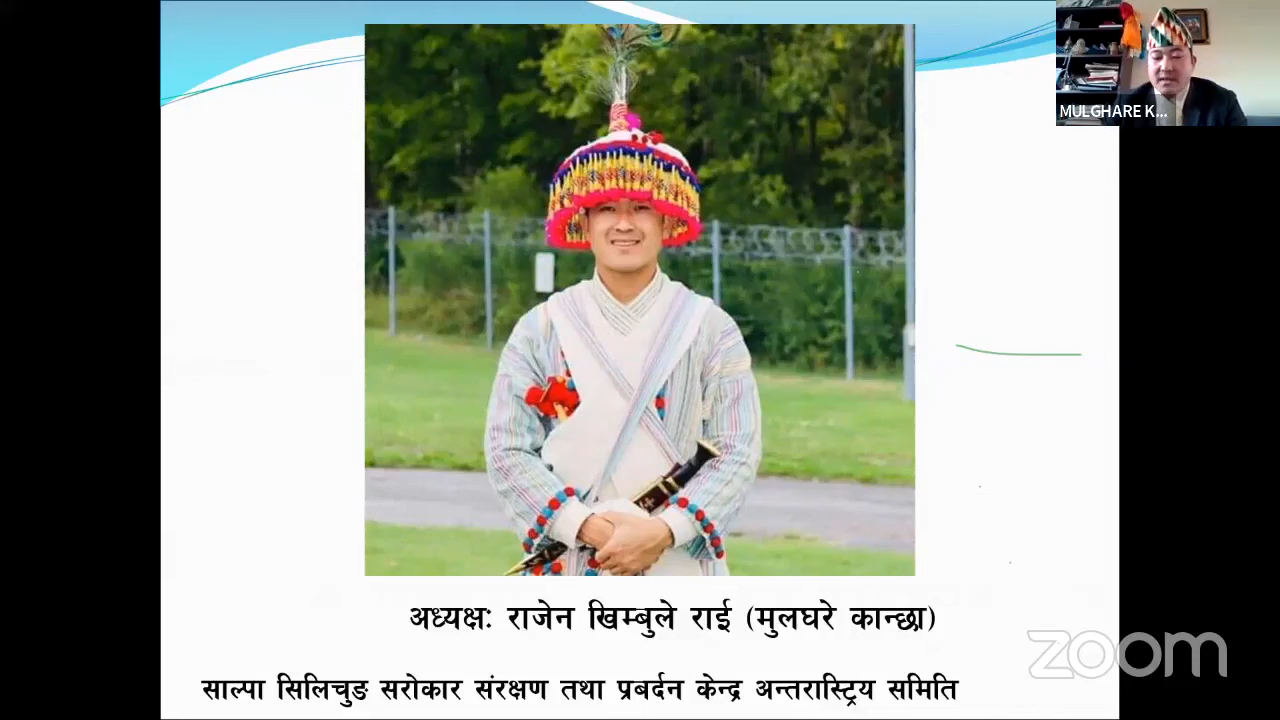 MULGHARE K...
अध्यक्षः राजेन खिम्बुले राई (मुलघरे कान्छा)
zoom
साल्पा सिलिचुङ सरोकार संरक्षण तथा प्रबर्दन केन्द्र अन्तरास्ट्रिय समिति